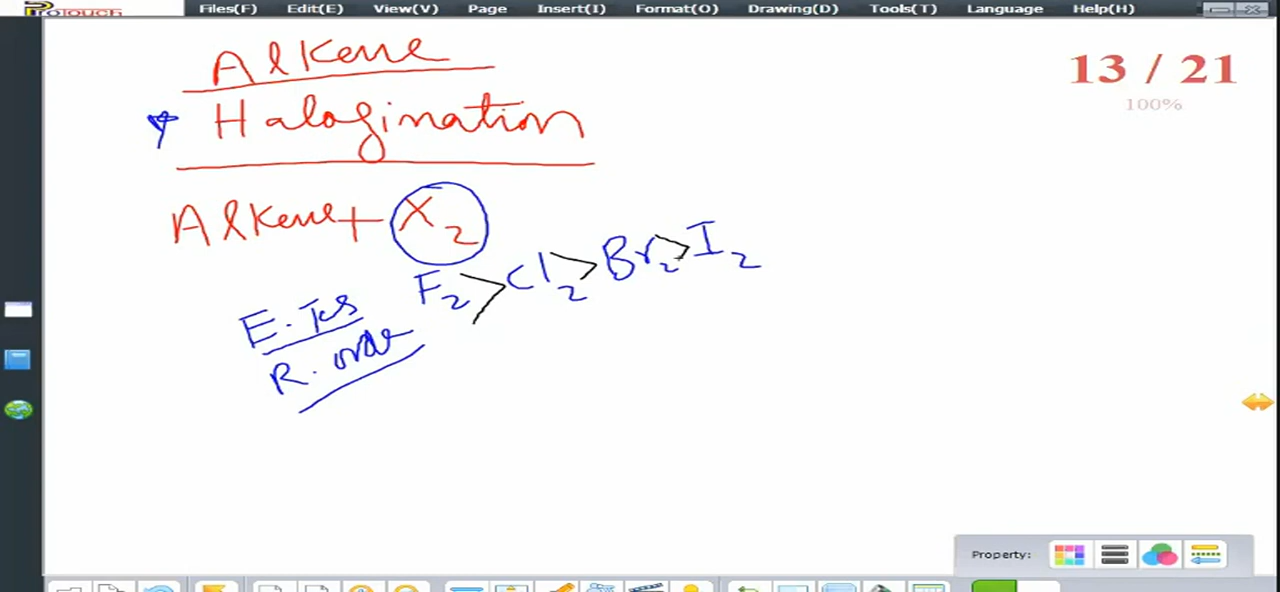 Files(F) Edit(E) View(V) Page Insert(I) Format(O) Drawing(D) Tools(T) Language Help(H)
13 / 21
100%
Alkene
Halogination
Alkene + X2
F2 > Cl2 > Br2 > I2
E.
R. order
Property: